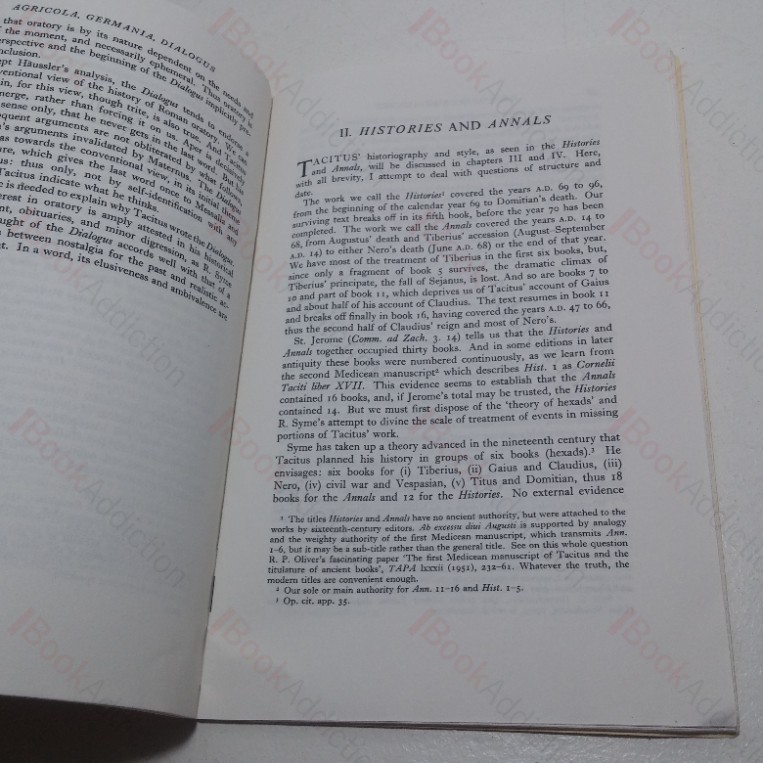 AGRICOLA, GERMANIA, DIALOGUS
that oratory is by its nature dependent on the needs and
the moment, and necessarily ephemeral. Thus oratory in
perspective and the beginning of the Dialogus implicitly
nclusion.
ept Häussler's analysis, the Dialogus tends to endorse
ventional view of the history of Roman oratory. We can
in, for this view, though trite, is also true. And Tacitus
merge, rather than forcing it on us. Aper is defeated
sense only, that he never gets in the last word. But his
quent arguments are not obliterated by what follows
's arguments invalidated by Maternus. The Dialogus
as towards the conventional view, in its initial
ure, which gives the last word once to Messalla and
us: thus only, not by self-identification with any
Tacitus indicate what he thinks.
e is needed to explain why Tacitus wrote the Dialogus.
erest in oratory is amply attested in his historical
nt, obituaries, and minor digression, as R. Syme
ught of the Dialogus accords well with that of a
n between nostalgia for the past and realistic ac-
nt. In a word, its elusiveness and ambivalence are
II. HISTORIES AND ANNALS
TACITUS' historiography and style, as seen in the Histories
and Annals, will be discussed in chapters III and IV. Here,
with all brevity, I attempt to deal with questions of structure and
date.
The work we call the Histories¹ covered the years A.D. 69 to 96,
from the beginning of the calendar year 69 to Domitian's death. Our
surviving text breaks off in its fifth book, before the year 70 has been
completed. The work we call the Annals covered the years A.D. 14 to
68, from Augustus' death and Tiberius' accession (August–September
A.D. 14) to either Nero's death (June A.D. 68) or the end of that year.
We have most of the treatment of Tiberius in the first six books, but,
since only a fragment of book 5 survives, the dramatic climax of
Tiberius' principate, the fall of Sejanus, is lost. And so are books 7 to
10 and part of book 11, which deprives us of Tacitus' account of Gaius
and about half of his account of Claudius. The text resumes in book 11
and breaks off finally in book 16, having covered the years A.D. 47 to 66,
thus the second half of Claudius' reign and most of Nero's.
St. Jerome (Comm. ad Zach. 3. 14) tells us that the Histories and
Annals together occupied thirty books. And in some editions in later
antiquity these books were numbered continuously, as we learn from
the second Medicean manuscript² which describes Hist. 1 as Cornelii
Taciti liber XVII. This evidence seems to establish that the Annals
contained 16 books, and, if Jerome's total may be trusted, the Histories
contained 14. But we must first dispose of the 'theory of hexads' and
R. Syme's attempt to divine the scale of treatment of events in missing
portions of Tacitus' work.
Syme has taken up a theory advanced in the nineteenth century that
Tacitus planned his history in groups of six books (hexads).³ He
envisages: six books for (i) Tiberius, (ii) Gaius and Claudius, (iii)
Nero, (iv) civil war and Vespasian, (v) Titus and Domitian, thus 18
books for the Annals and 12 for the Histories. No external evidence
¹ The titles Histories and Annals have no ancient authority, but were attached to the
works by sixteenth-century editors. Ab excessu diui Augusti is supported by analogy
and the weighty authority of the first Medicean manuscript, which transmits Ann.
1–6, but it may be a sub-title rather than the general title. See on this whole question
R. P. Oliver's fascinating paper 'The first Medicean manuscript of Tacitus and the
titulature of ancient books', TAPA lxxxii (1951), 232–61. Whatever the truth, the
modern titles are convenient enough.
² Our sole or main authority for Ann. 11–16 and Hist. 1–5.
³ Op. cit. app. 35.